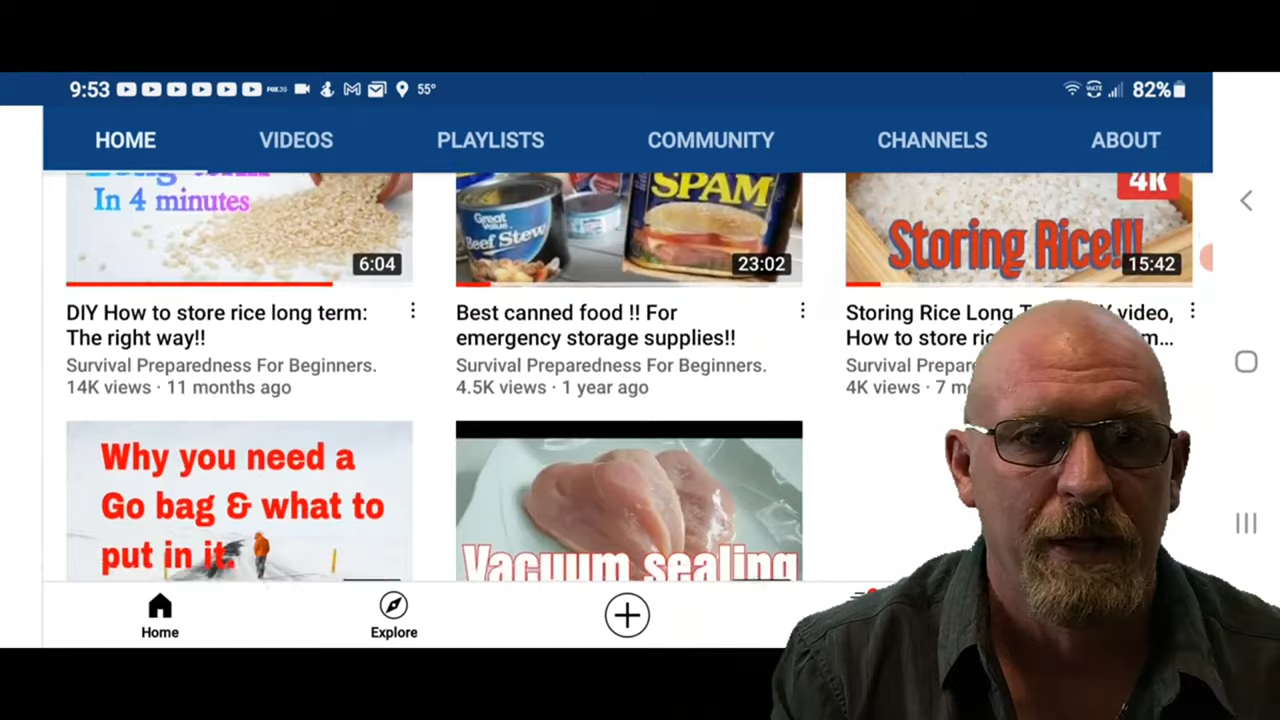 9:53
FOX 35
55°
VoLTE
82%
HOME VIDEOS PLAYLISTS COMMUNITY CHANNELS ABOUT
In 4 minutes
6:04
Great Value
Beef Stew
SPAM
23:02
4K
Storing Rice!!!
15:42
DIY How to store rice long term:
The right way!!
Survival Preparedness For Beginners.
14K views · 11 months ago
Best canned food !! For
emergency storage supplies!!
Survival Preparedness For Beginners.
4.5K views · 1 year ago
Storing Rice Long video,
How to store
Survival
4K views · 7
Why you need a
Go bag & what to
put in it.
Vacuum sealing
Home
Explore